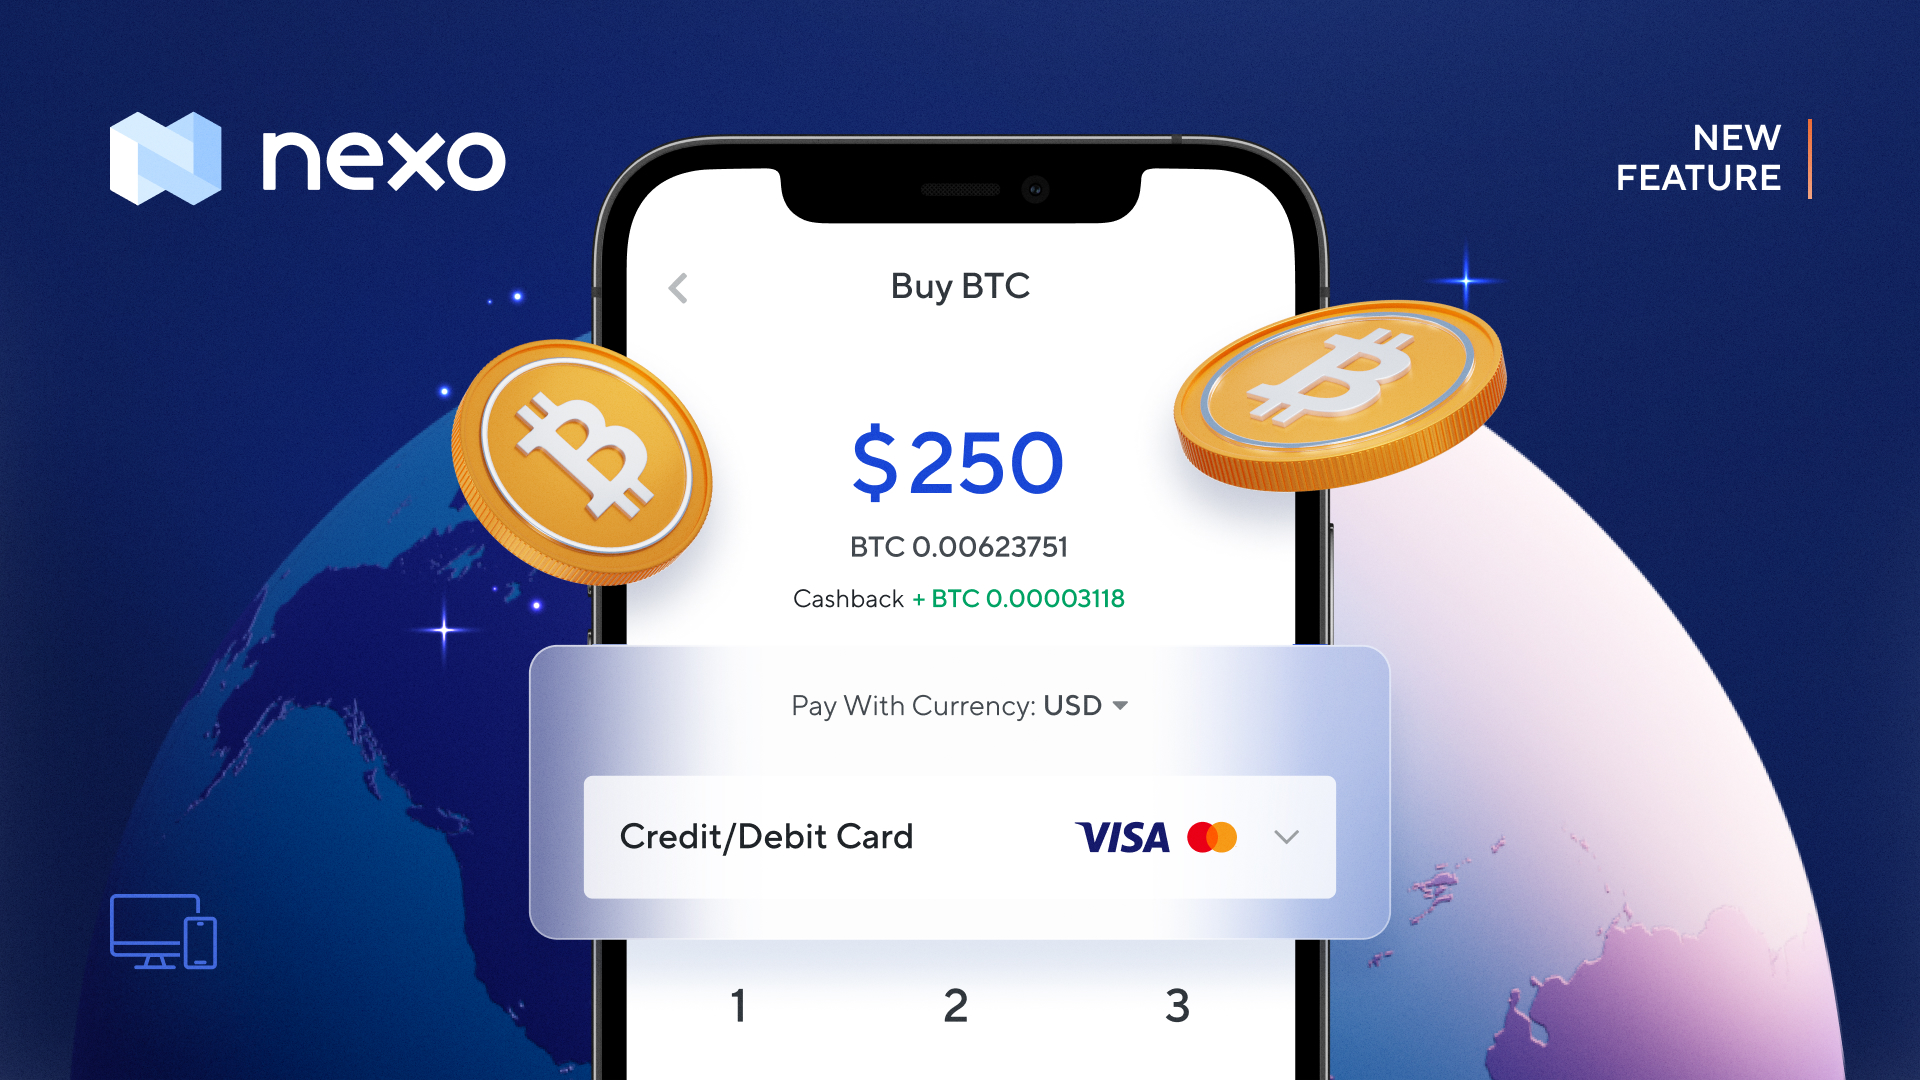 nexo
NEW
FEATURE
Buy BTC
$250
BTC 0.00623751
Cashback + BTC 0.00003118
Pay With Currency: USD
Credit/Debit Card VISA
1 2 3